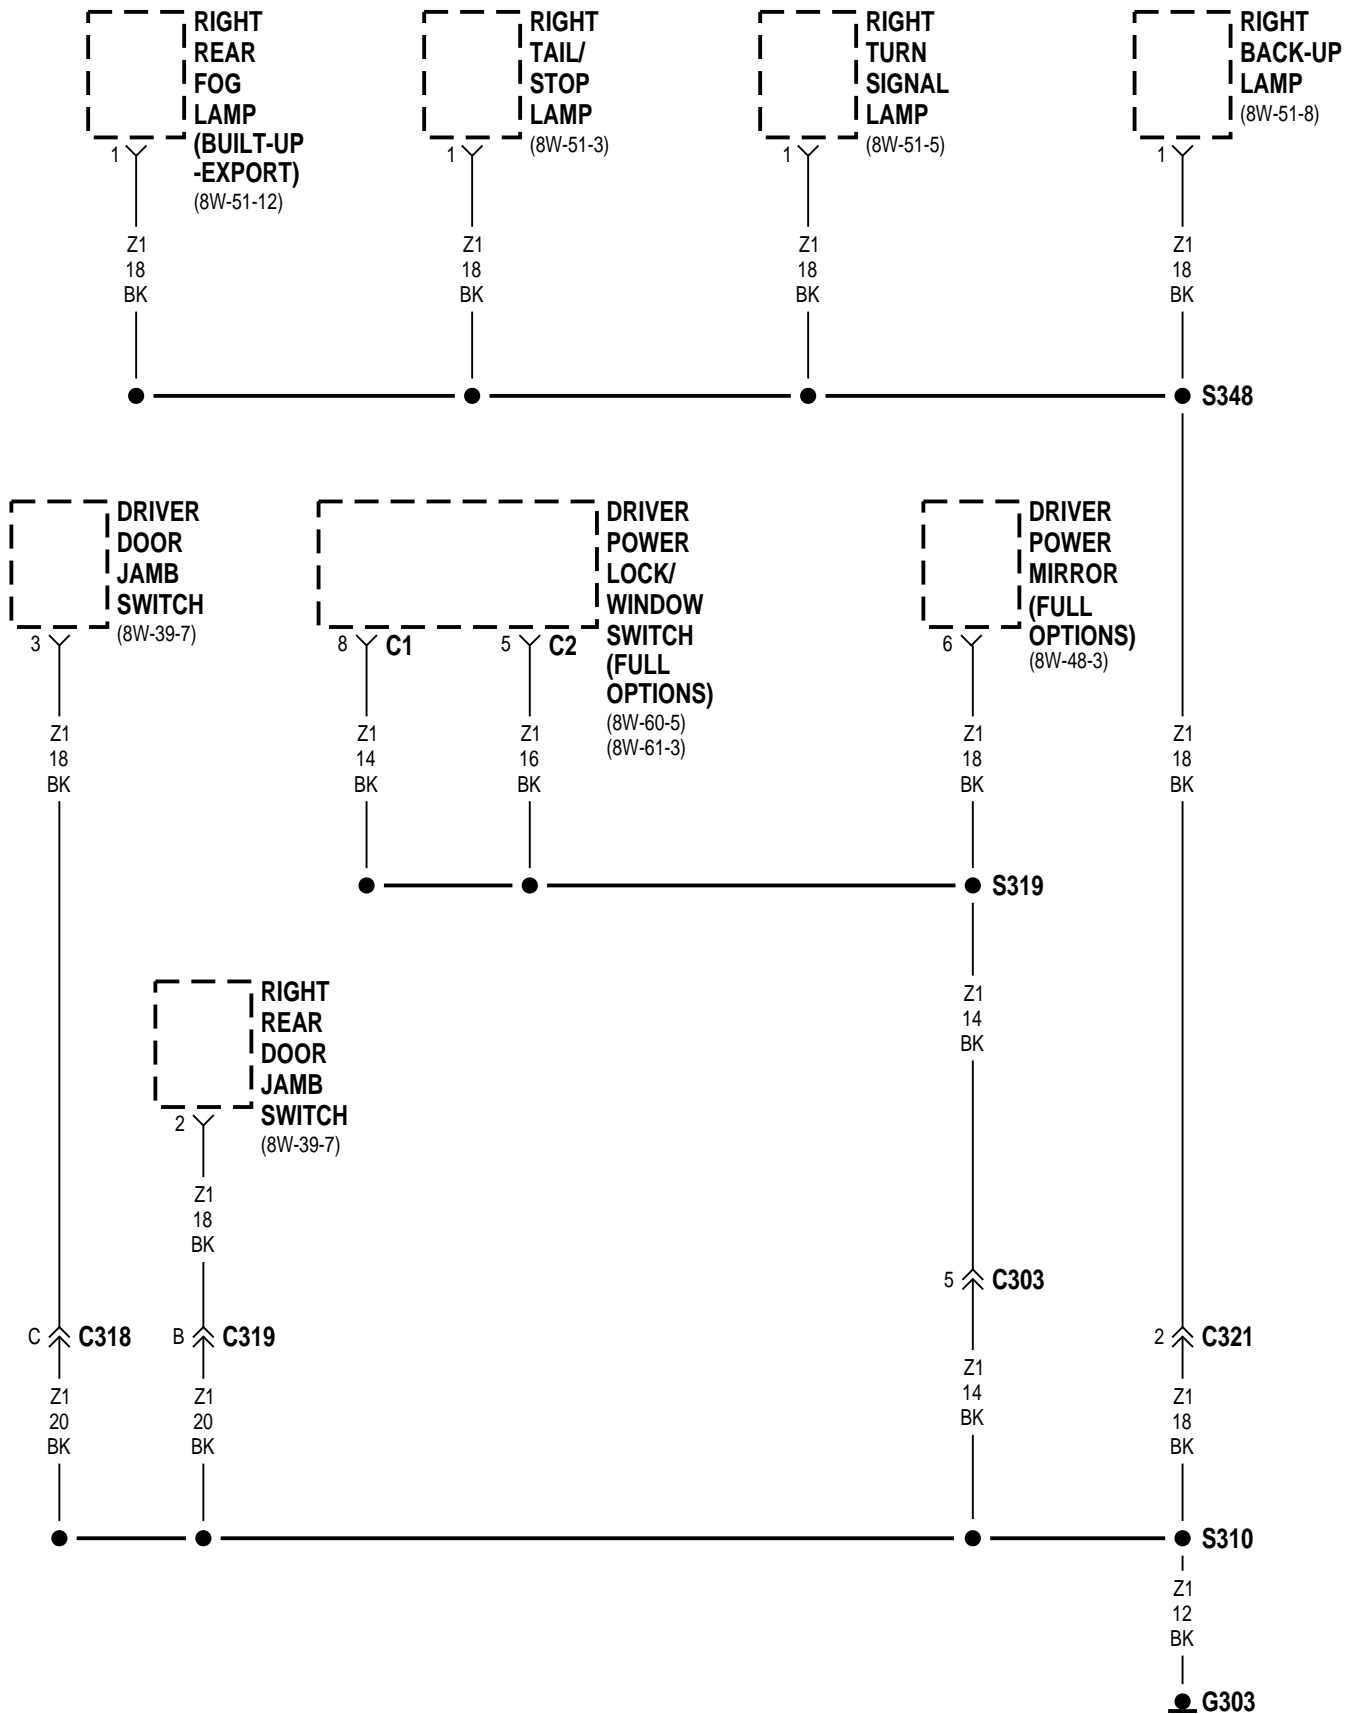 RIGHT
REAR
FOG
LAMP
(BUILT-UP
-EXPORT)
(8W-51-12)
1
RIGHT
TAIL/
STOP
LAMP
(8W-51-3)
1
RIGHT
TURN
SIGNAL
LAMP
(8W-51-5)
1
RIGHT
BACK-UP
LAMP
(8W-51-8)
1
Z1
18
BK
Z1
18
BK
Z1
18
BK
Z1
18
BK
S348
DRIVER
DOOR
JAMB
SWITCH
(8W-39-7)
3
DRIVER
POWER
LOCK/
WINDOW
SWITCH
(FULL
OPTIONS)
(8W-60-5)
(8W-61-3)
8 C1
5 C2
DRIVER
POWER
MIRROR
(FULL
OPTIONS)
(8W-48-3)
6
Z1
18
BK
Z1
14
BK
Z1
16
BK
Z1
18
BK
Z1
18
BK
S319
RIGHT
REAR
DOOR
JAMB
SWITCH
(8W-39-7)
2
Z1
14
BK
Z1
18
BK
5 C303
C C318
B C319
2 C321
Z1
20
BK
Z1
20
BK
Z1
14
BK
Z1
18
BK
S310
Z1
12
BK
G303